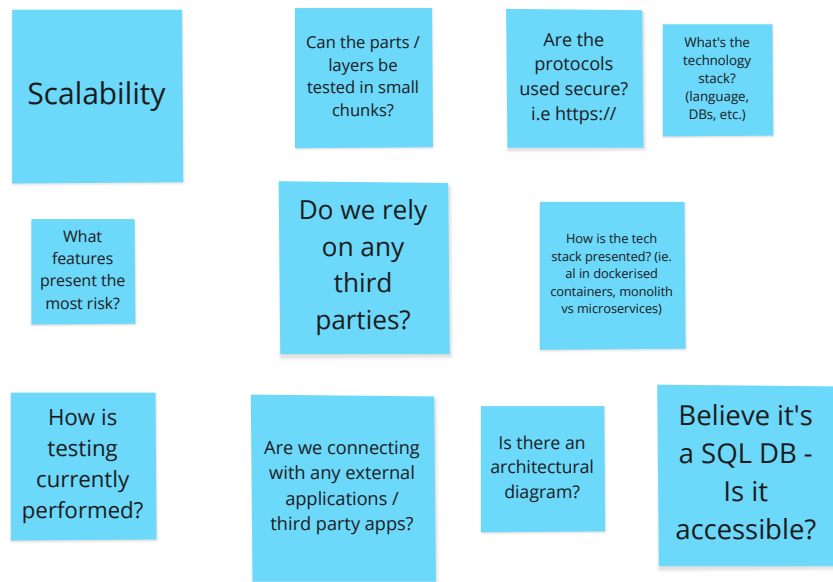 Scalability
Can the parts /
layers be
tested in small
chunks?
Are the
protocols
used secure?
i.e https://
What's the
technology
stack?
(language,
DBs, etc.)
What
features
present the
most risk?
Do we rely
on any
third
parties?
How is the tech
stack presented? (ie.
al in dockerised
containers, monolith
vs microservices)
How is
testing
currently
performed?
Are we connecting
with any external
applications /
third party apps?
Is there an
architectural
diagram?
Believe it's
a SQL DB -
Is it
accessible?